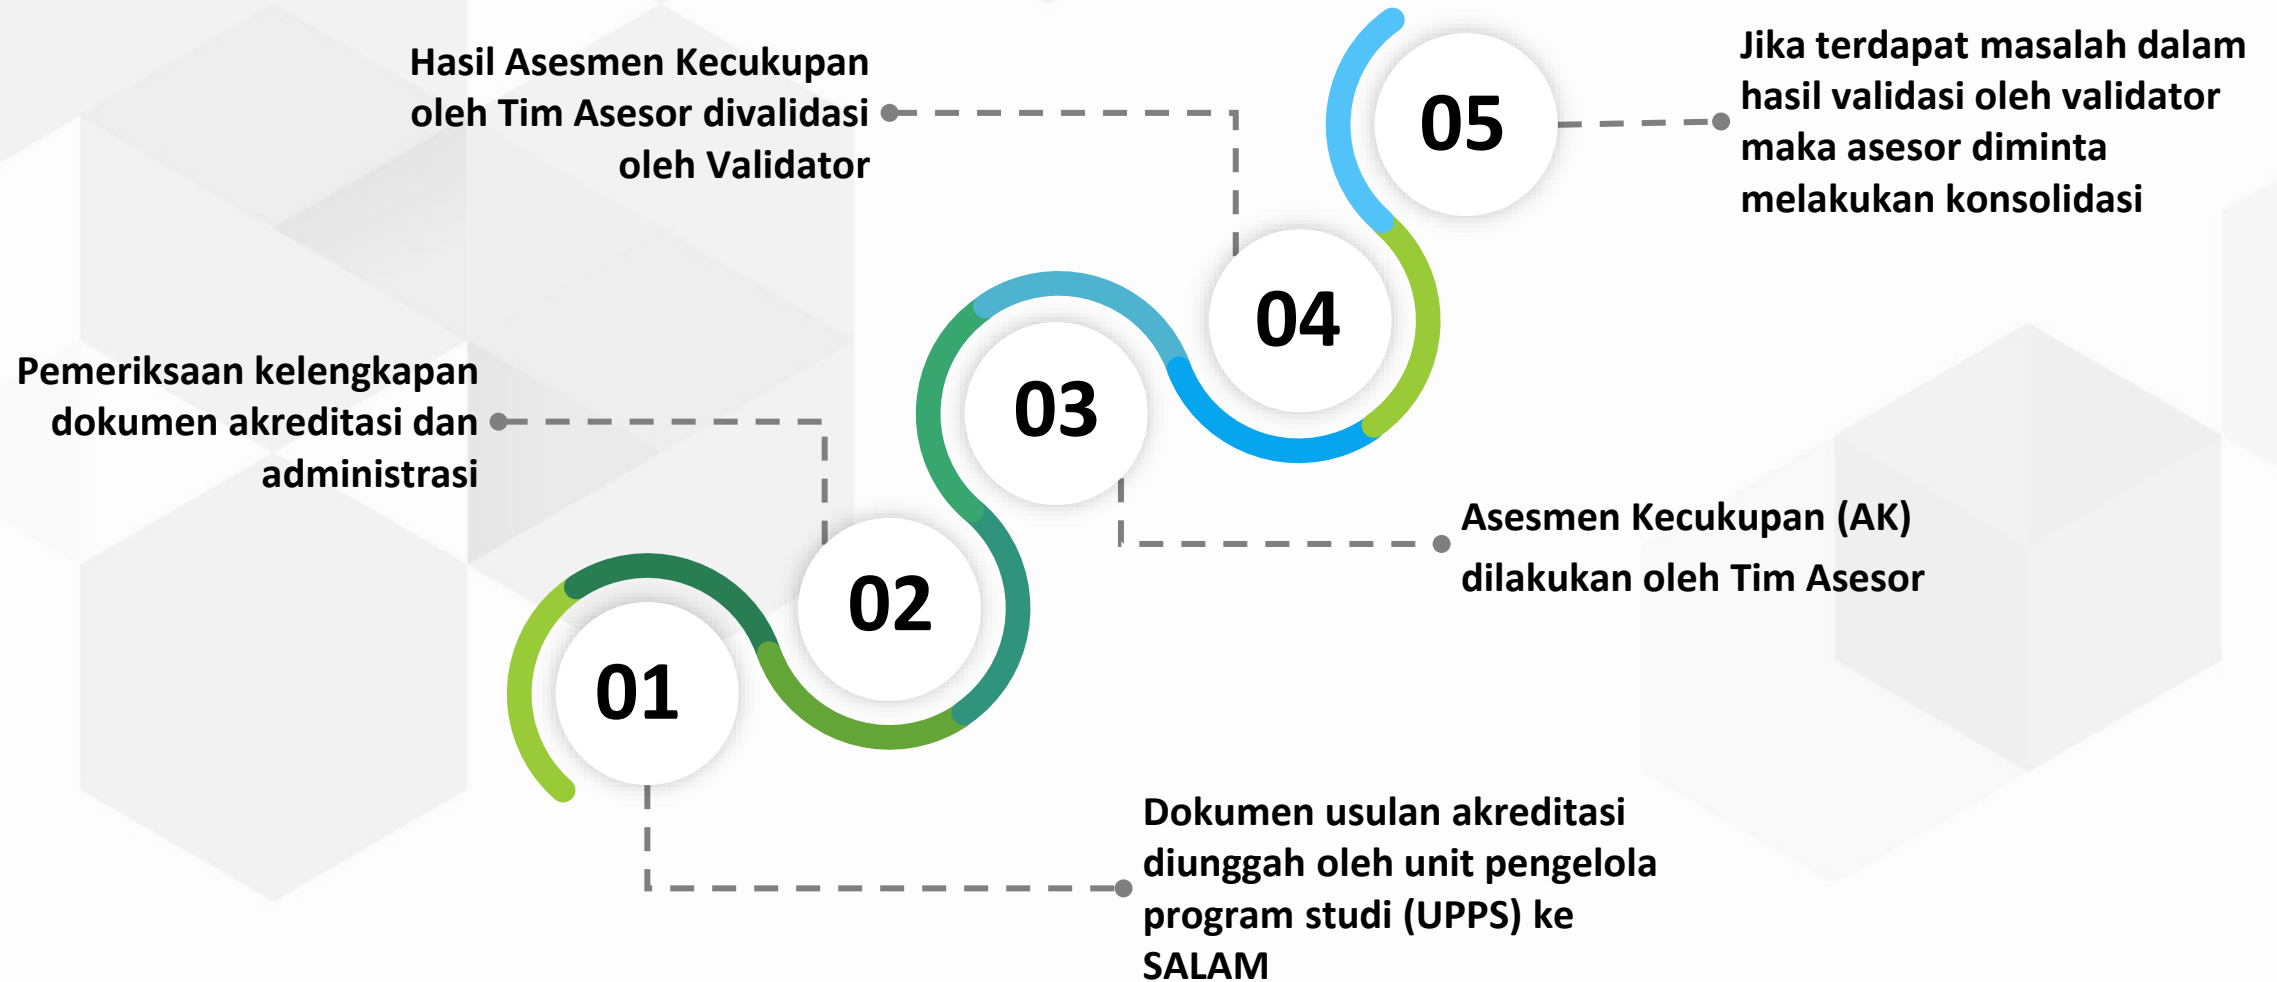 01
Dokumen usulan akreditasi
diunggah oleh unit pengelola
program studi (UPPS) ke
SALAM
02
Pemeriksaan kelengkapan
dokumen akreditasi dan
administrasi
03
Asesmen Kecukupan (AK)
dilakukan oleh Tim Asesor
04
Hasil Asesmen Kecukupan
oleh Tim Asesor divalidasi
oleh Validator
05
Jika terdapat masalah dalam
hasil validasi oleh validator
maka asesor diminta
melakukan konsolidasi